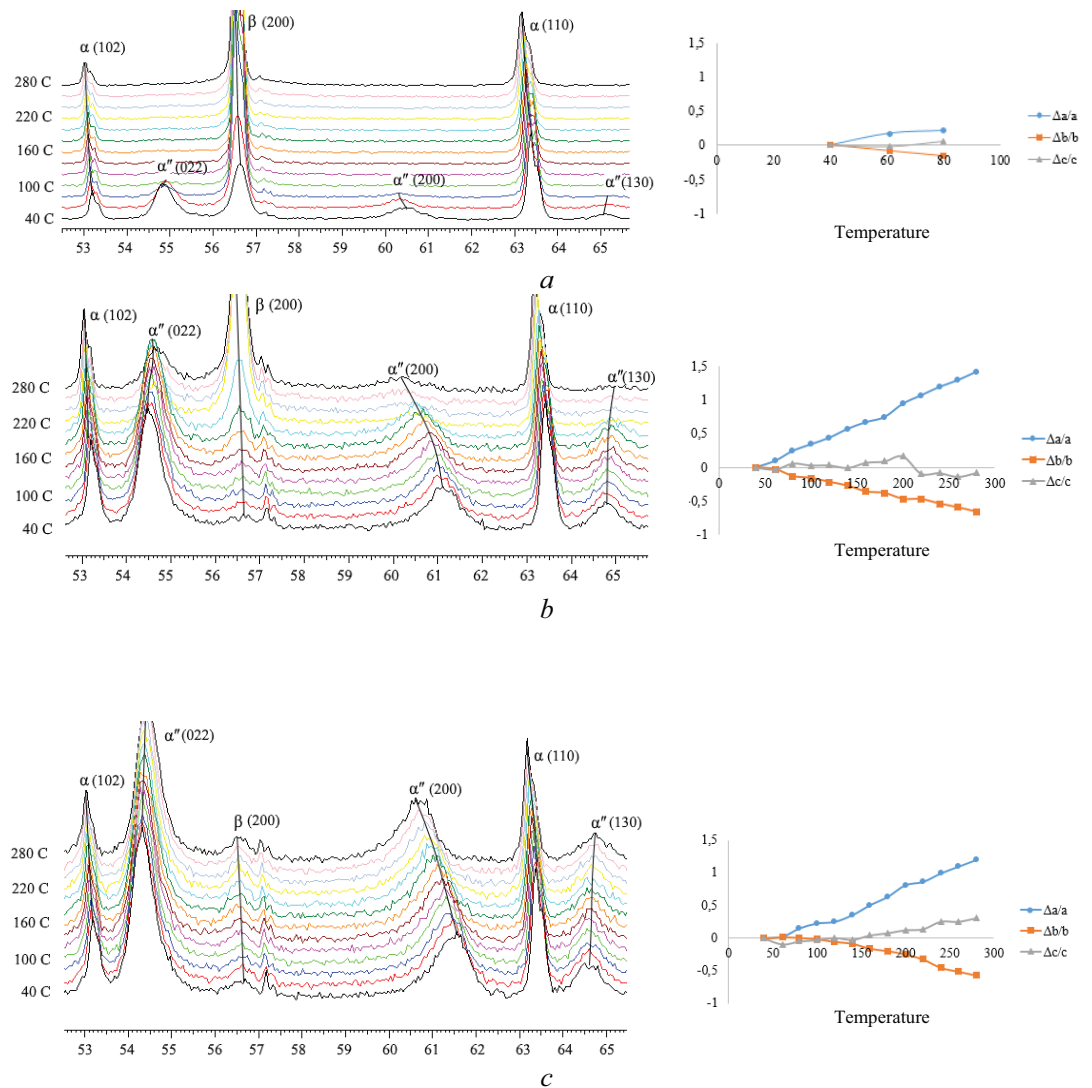 β (200)
α (102)
α (110)
280 C
220 C
160 C
α″ (022)
100 C
α″ (200)
α″(130)
40 C
53 54 55 56 57 58 59 60 61 62 63 64 65
1,5
1
0,5
0
-0,5
-1
0 20 40 60 80 100
Δa/a
Δb/b
Δc/c
Temperature
a
β (200)
α (102)
α″ (022)
α (110)
α″(200)
α″(130)
280 C
220 C
160 C
100 C
40 C
53 54 55 56 57 58 59 60 61 62 63 64 65
1,5
1
0,5
0
-0,5
-1
0 50 100 150 200 250 300
Δa/a
Δb/b
Δc/c
Temperature
b
α″(022)
α (102)
α (110)
α″ (200)
β (200)
α″ (130)
280 C
220 C
160 C
100 C
40 C
53 54 55 56 57 58 59 60 61 62 63 64 65
1,5
1
0,5
0
-0,5
-1
0 50 100 150 200 250 300
Δa/a
Δb/b
Δc/c
Temperature
c